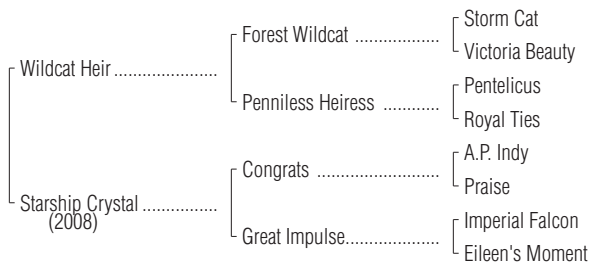 Storm Cat
Forest Wildcat ..................
Victoria Beauty
Wildcat Heir ......................
Pentelicus
Penniless Heiress ............
Royal Ties
A.P. Indy
Congrats ..........................
Praise
Starship Crystal ................
(2008)
Imperial Falcon
Great Impulse....................
Eileen's Moment